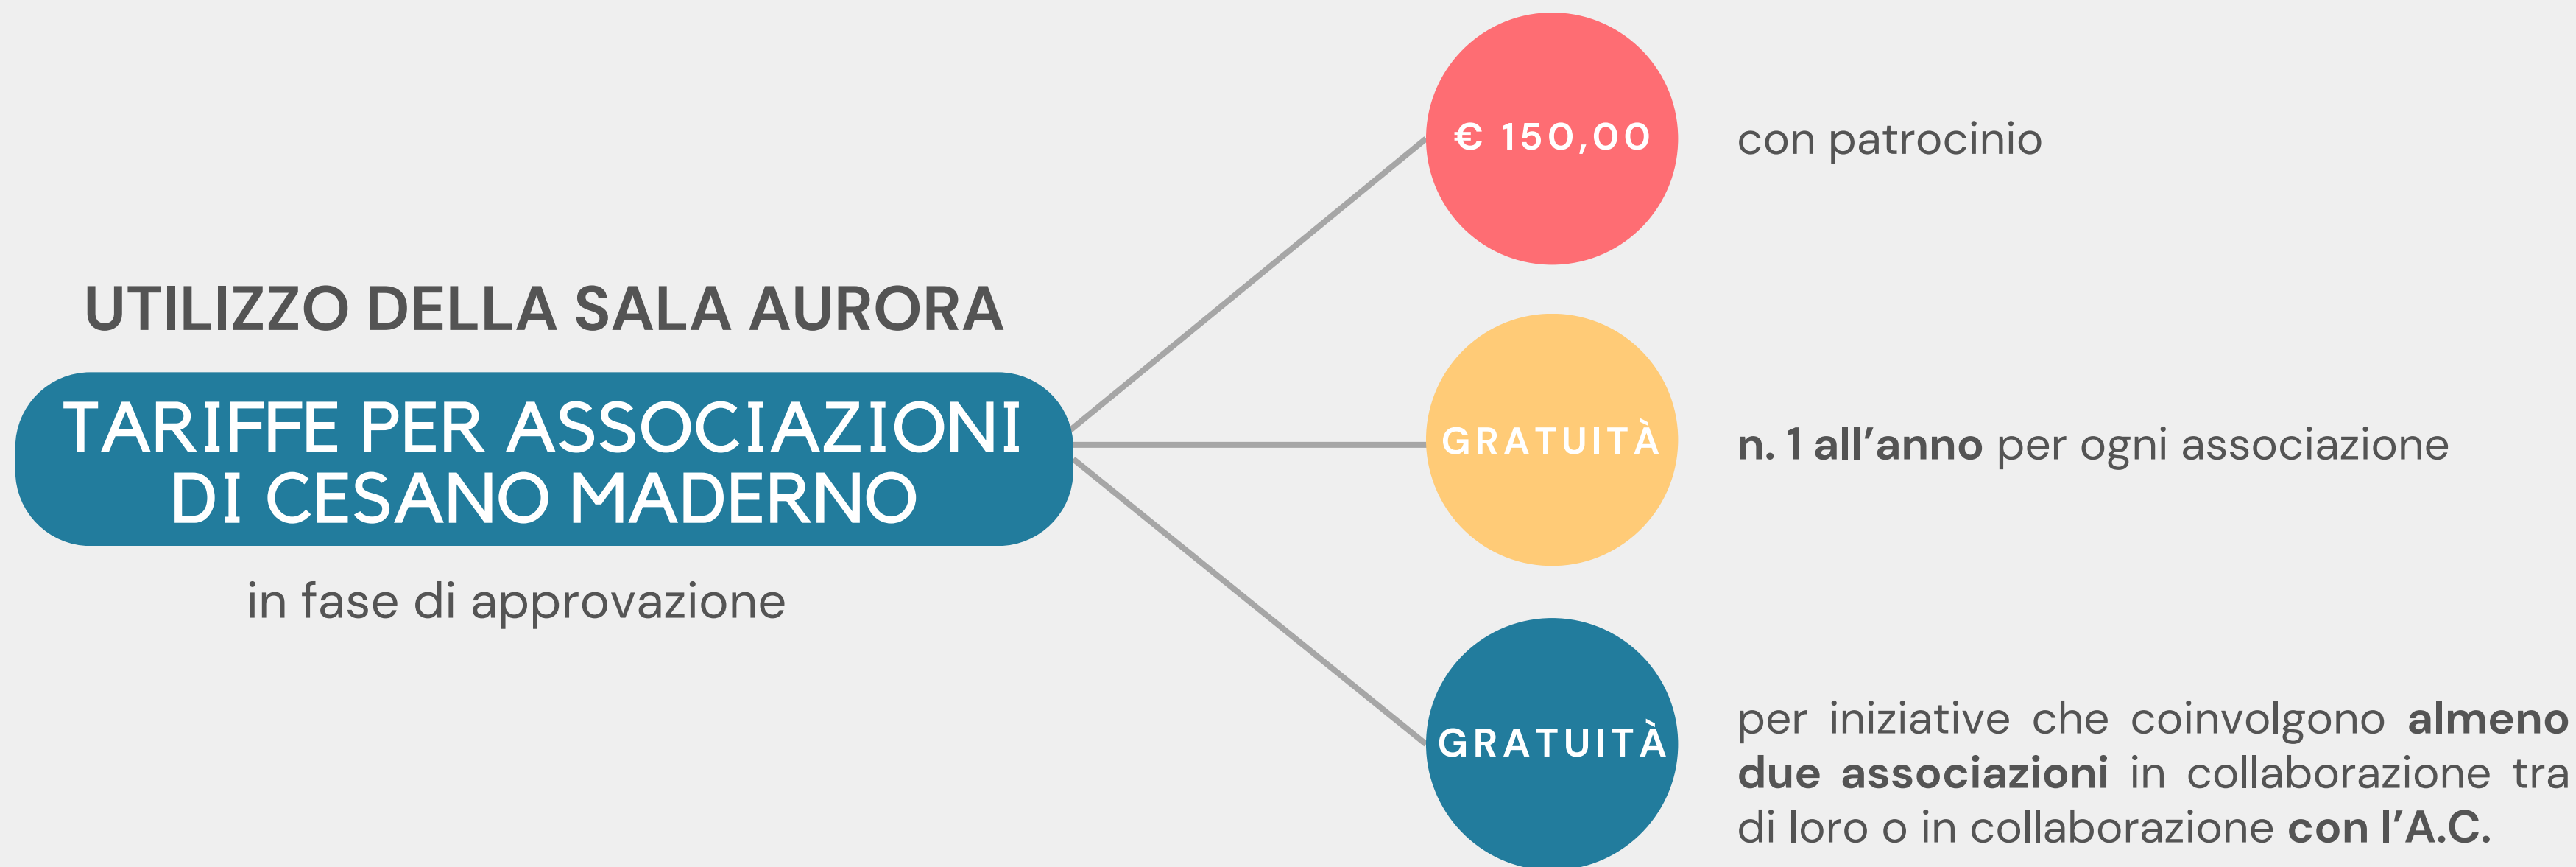 UTILIZZO DELLA SALA AURORA
TARIFFE PER ASSOCIAZIONI
DI CESANO MADERNO
in fase di approvazione
€ 150,00
con patrocinio
GRATUITÀ
n. 1 all’anno per ogni associazione
GRATUITÀ
per iniziative che coinvolgono almeno
due associazioni in collaborazione tra
di loro o in collaborazione con l’A.C.